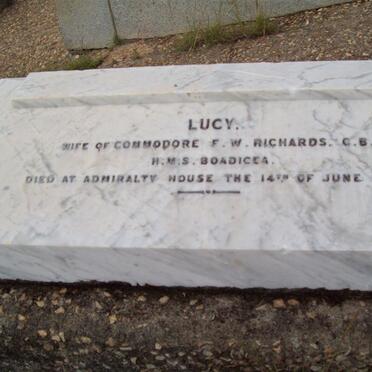 LUCY.
WIFE OF COMMODORE F. W. RICHARDS. C.B.
H.M.S. BOADICEA.
DIED AT ADMIRALTY HOUSE THE 14TH OF JUNE